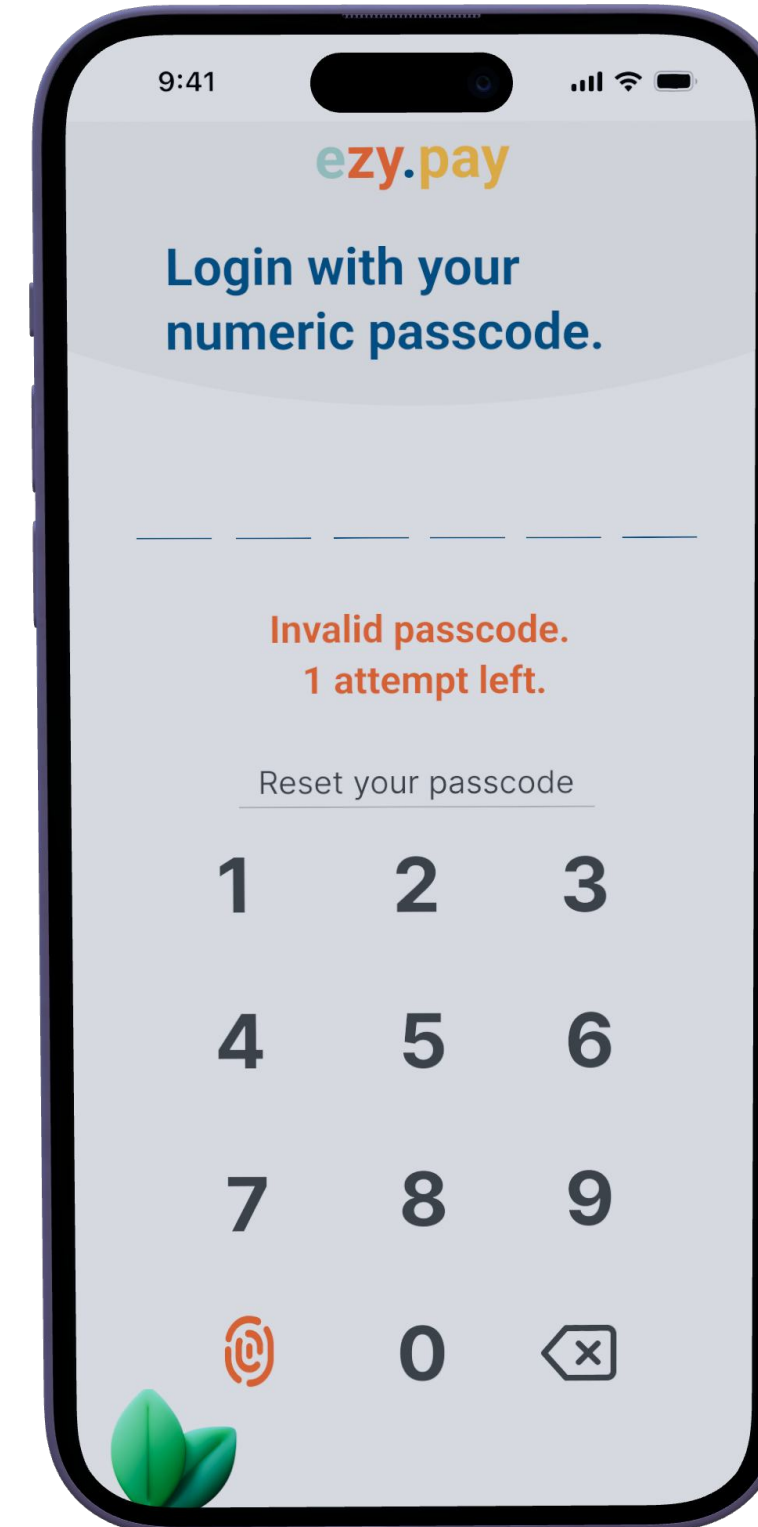 9:41
ezy.pay
Login with your
numeric passcode.
Invalid passcode.
1 attempt left.
Reset your passcode
1 2 3
4 5 6
7 8 9
0